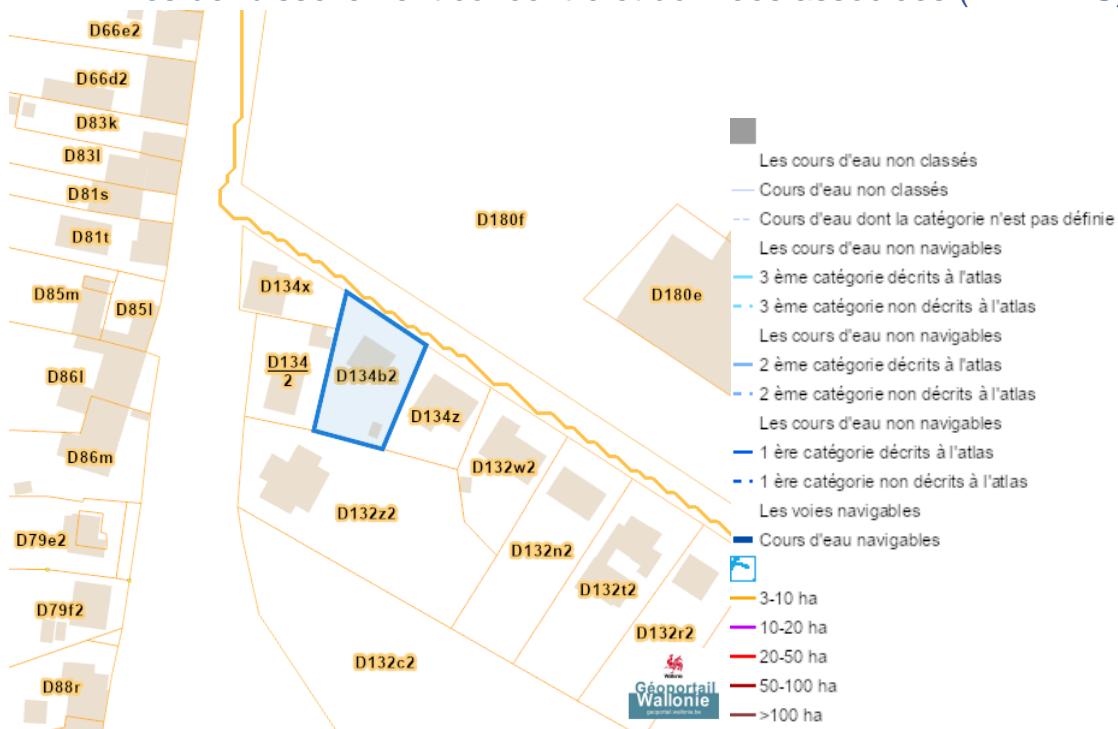 D66e2
D66d2
D83k
D83l
D81s
D81t
D85m
D85l
D86l
D86m
D79e2
D79f2
D88r
D180f
D180e
D134x
D134
2
D134b2
D134z
D132w2
D132z2
D132n2
D132t2
D132r2
D132c2
Wallonie
Géoportail
Wallonie
geoportail.wallonie.be
Les cours d'eau non classés
Cours d'eau non classés
Cours d'eau dont la catégorie n'est pas définie
Les cours d'eau non navigables
3 ème catégorie décrits à l'atlas
3 ème catégorie non décrits à l'atlas
Les cours d'eau non navigables
2 ème catégorie décrits à l'atlas
2 ème catégorie non décrits à l'atlas
Les cours d'eau non navigables
1 ère catégorie décrits à l'atlas
1 ère catégorie non décrits à l'atlas
Les voies navigables
Cours d'eau navigables
3-10 ha
10-20 ha
20-50 ha
50-100 ha
>100 ha